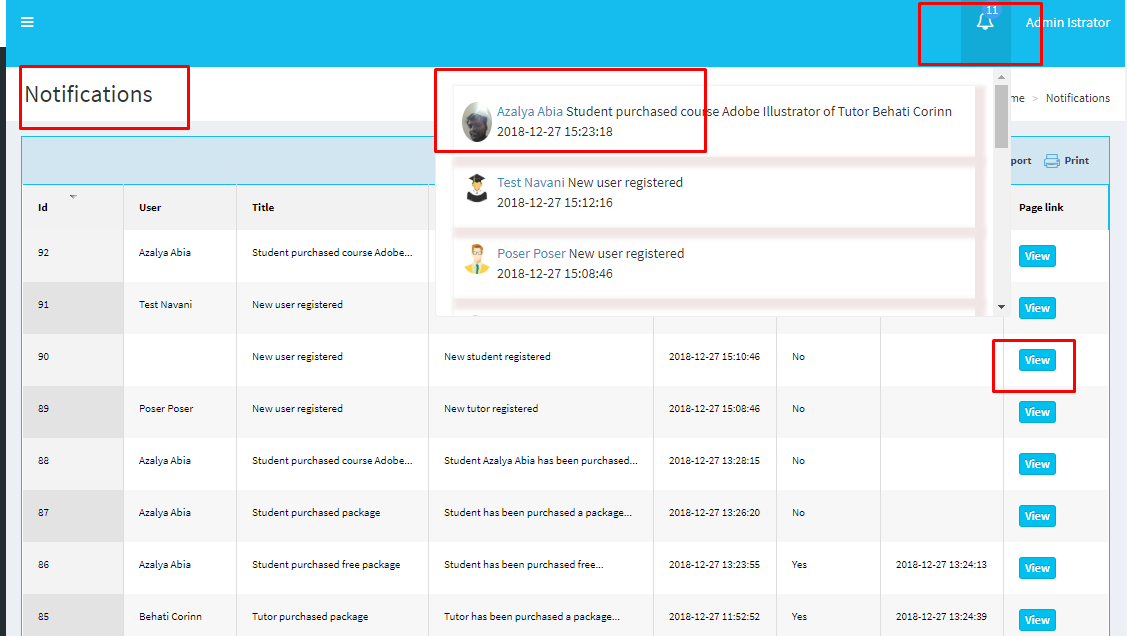 11
Admin Istrator
Notifications
me > Notifications
Azalya Abia Student purchased course Adobe Illustrator of Tutor Behati Corinn
2018-12-27 15:23:18
port Print
Test Navani New user registered
2018-12-27 15:12:16
Poser Poser New user registered
2018-12-27 15:08:46
Id User Title Page link
92 Azalya Abia Student purchased course Adobe... View
91 Test Navani New user registered View
90 New user registered New student registered 2018-12-27 15:10:46 No View
89 Poser Poser New user registered New tutor registered 2018-12-27 15:08:46 No View
88 Azalya Abia Student purchased course Adobe... Student Azalya Abia has been purchased... 2018-12-27 13:28:15 No View
87 Azalya Abia Student purchased package Student has been purchased a package... 2018-12-27 13:26:20 No View
86 Azalya Abia Student purchased free package Student has been purchased free... 2018-12-27 13:23:55 Yes 2018-12-27 13:24:13 View
85 Behati Corinn Tutor purchased package Tutor has been purchased a package... 2018-12-27 11:52:52 Yes 2018-12-27 13:24:39 View